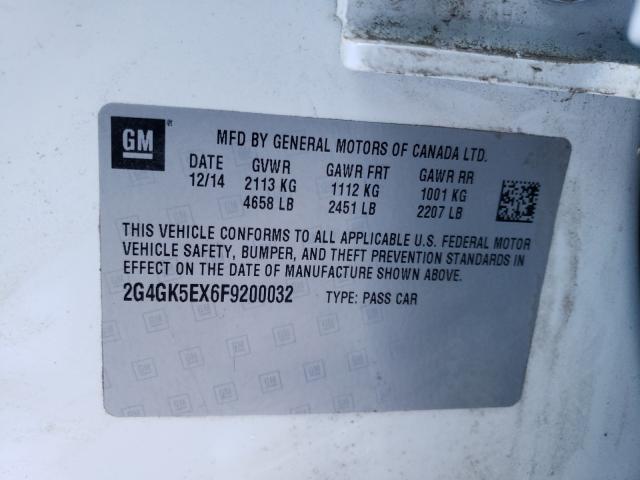 GM
MFD BY GENERAL MOTORS OF CANADA LTD.
DATE GVWR GAWR FRT GAWR RR
12/14 2113 KG 1112 KG 1001 KG
4658 LB 2451 LB 2207 LB
THIS VEHICLE CONFORMS TO ALL APPLICABLE U.S. FEDERAL MOTOR
VEHICLE SAFETY, BUMPER, AND THEFT PREVENTION STANDARDS IN
EFFECT ON THE DATE OF MANUFACTURE SHOWN ABOVE.
2G4GK5EX6F9200032 TYPE: PASS CAR